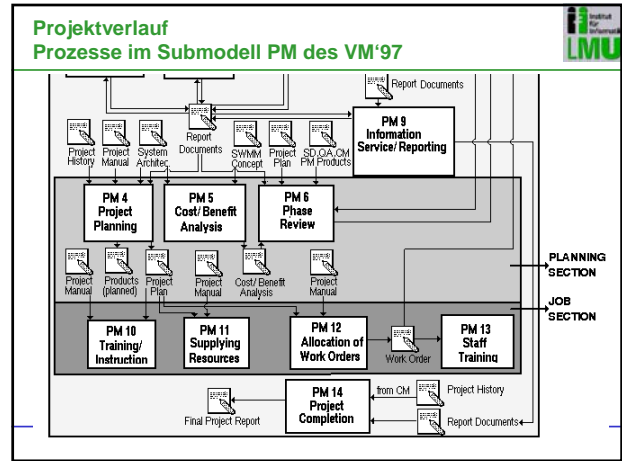 Projektverlauf
Prozesse im Submodell PM des VM‘97
Institut
für
Informatik
LMU
Report Documents
Report
Documents
PM 9
Information
Service/ Reporting
Project
History
Project
Manual
System
Architec.
SWMM
Concept
Project
Plan
SD,QA,CM
PM Products
PM 4
Project
Planning
PM 5
Cost/ Benefit
Analysis
PM 6
Phase
Review
Project
Manual
Products
(planned)
Project
Plan
Project
Manual
Cost/ Benefit
Analysis
Project
Manual
PLANNING
SECTION
JOB
SECTION
PM 10
Training/
Instruction
PM 11
Supplying
Resources
PM 12
Allocation of
Work Orders
Work Order
PM 13
Staff
Training
Final Project Report
PM 14
Project
Completion
from CM
Project History
Report Documents